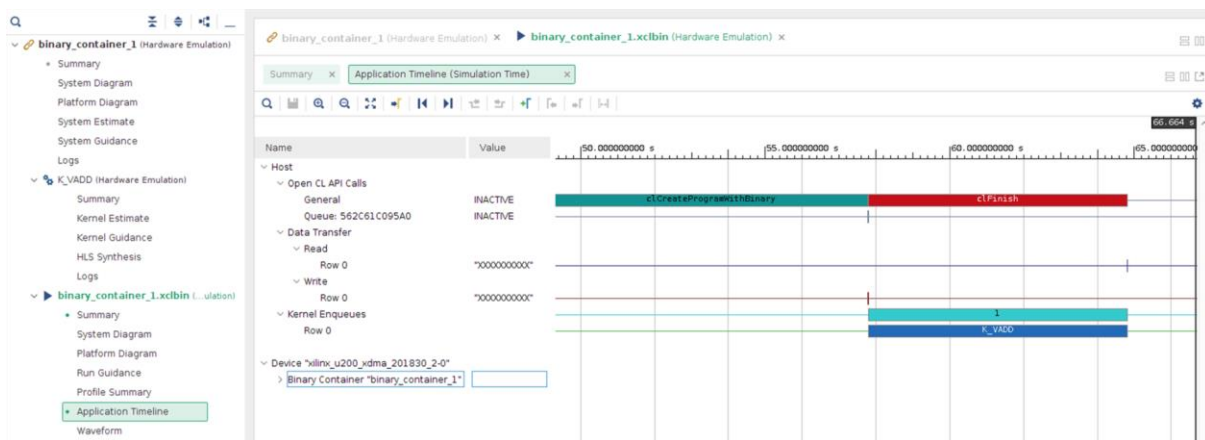 binary_container_1 (Hardware Emulation)
Summary
System Diagram
Platform Diagram
System Estimate
System Guidance
Logs
K_VADD (Hardware Emulation)
Summary
Kernel Estimate
Kernel Guidance
HLS Synthesis
Logs
binary_container_1.xclbin (...ulation)
Summary
System Diagram
Platform Diagram
Run Guidance
Profile Summary
Application Timeline
Waveform
binary_container_1 (Hardware Emulation) × binary_container_1.xclbin (Hardware Emulation) ×
Summary × Application Timeline (Simulation Time) ×
66.664 s
Name Value 50.000000000 s 55.000000000 s 60.000000000 s 65.000000000
Host
Open CL API Calls
General INACTIVE clCreateProgramWithBinary clFinish
Queue: 562C61C095A0 INACTIVE
Data Transfer
Read
Row 0 "XXXXXXXXXX"
Write
Row 0 "XXXXXXXXXX"
Kernel Enqueues 1
Row 0 K_VADD
Device "xilinx_u200_xdma_201830_2-0"
Binary Container "binary_container_1"